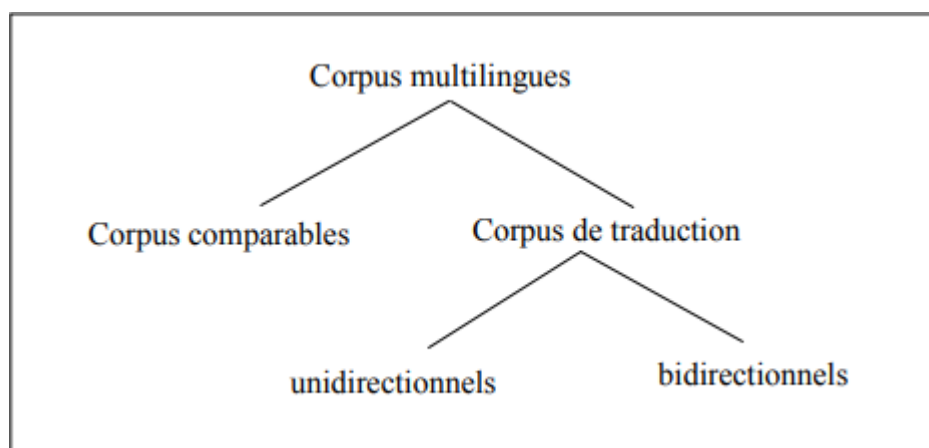 Corpus multilingues
Corpus comparables
Corpus de traduction
unidirectionnels
bidirectionnels